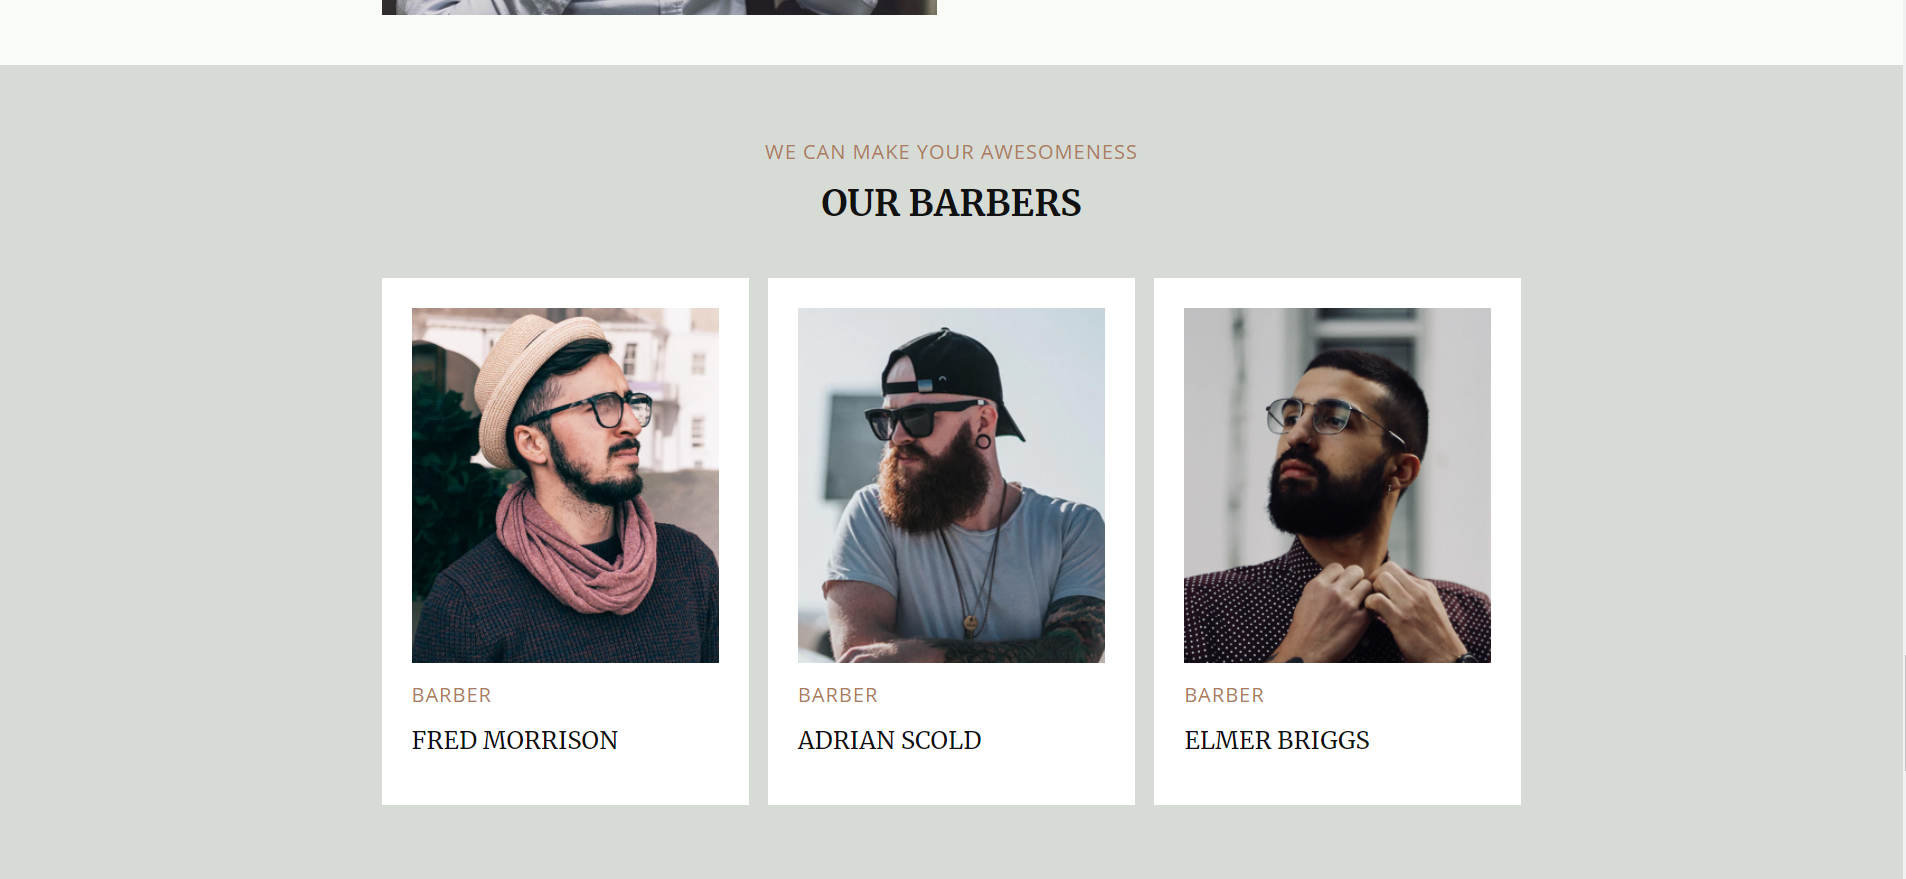 WE CAN MAKE YOUR AWESOMENESS
OUR BARBERS
BARBER
FRED MORRISON
BARBER
ADRIAN SCOLD
BARBER
ELMER BRIGGS